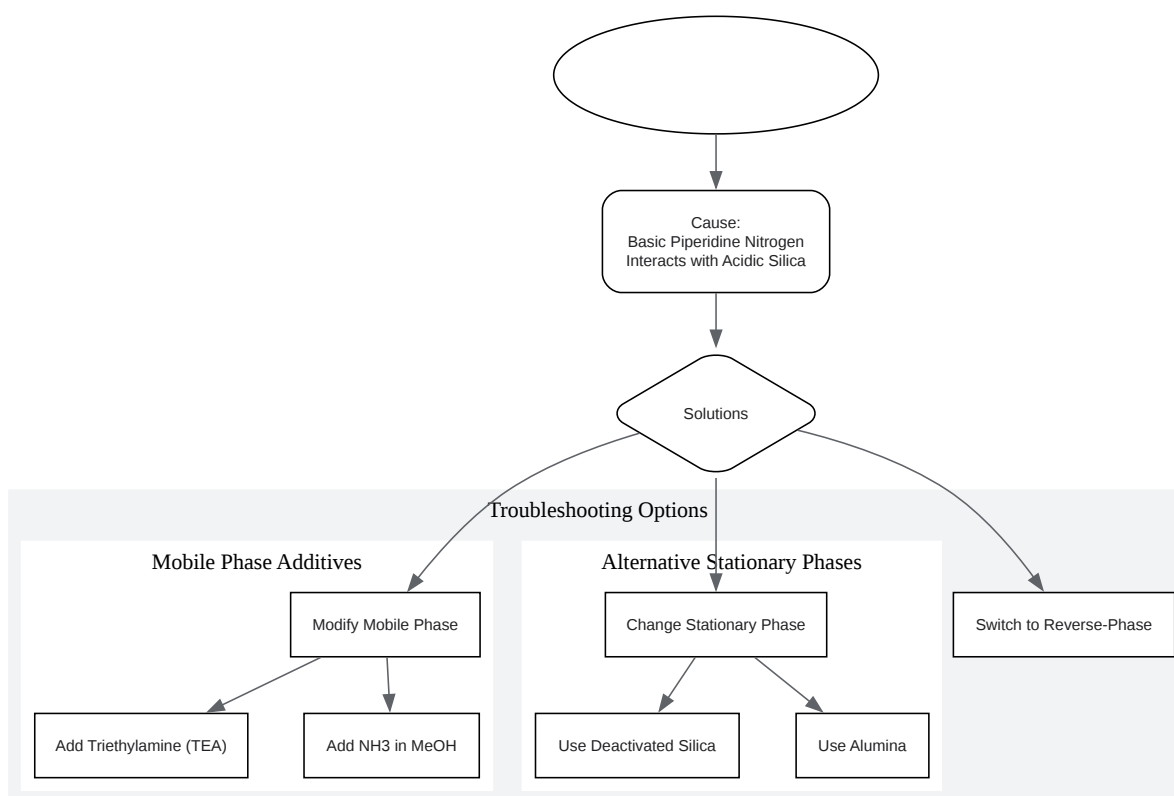 Cause:
Basic Piperidine Nitrogen
Interacts with Acidic Silica
Solutions
Troubleshooting Options
Mobile Phase Additives
Alternative Stationary Phases
Modify Mobile Phase
Change Stationary Phase
Switch to Reverse-Phase
Add Triethylamine (TEA)
Add NH3 in MeOH
Use Deactivated Silica
Use Alumina